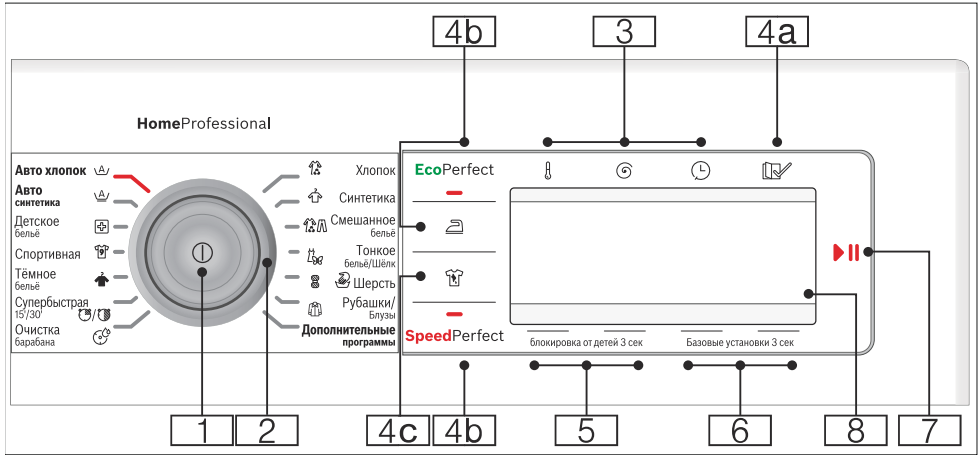 4b 3 4a
HomeProfessional
Авто хлопок
Авто
синтетика
Детское
бельё
Спортивная
Тёмное
бельё
Супербыстрая
15'/30'
Очистка
барабана
Хлопок
Синтетика
Смешанное
бельё
Тонкое
бельё/Шёлк
Шерсть
Рубашки/
Блузы
Дополнительные
программы
EcoPerfect
SpeedPerfect
блокировка от детей 3 сек
Базовые установки 3 сек
1 2 4c 4b 5 6 8 7